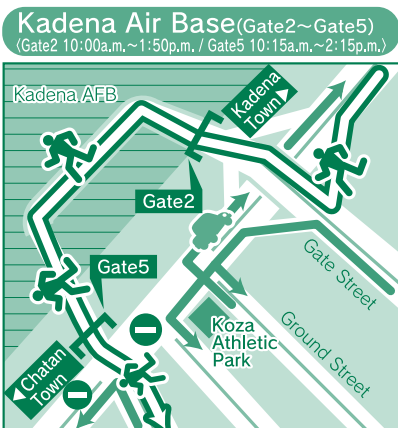 Kadena Air Base(Gate2～Gate5)
〈Gate2 10:00a.m.～1:50p.m. / Gate5 10:15a.m.～2:15p.m.〉
Kadena AFB
Kadena
Town▶
Gate2
Gate5
Gate Street
Koza
Athletic
Park
Ground Street
◀Chatan
Town